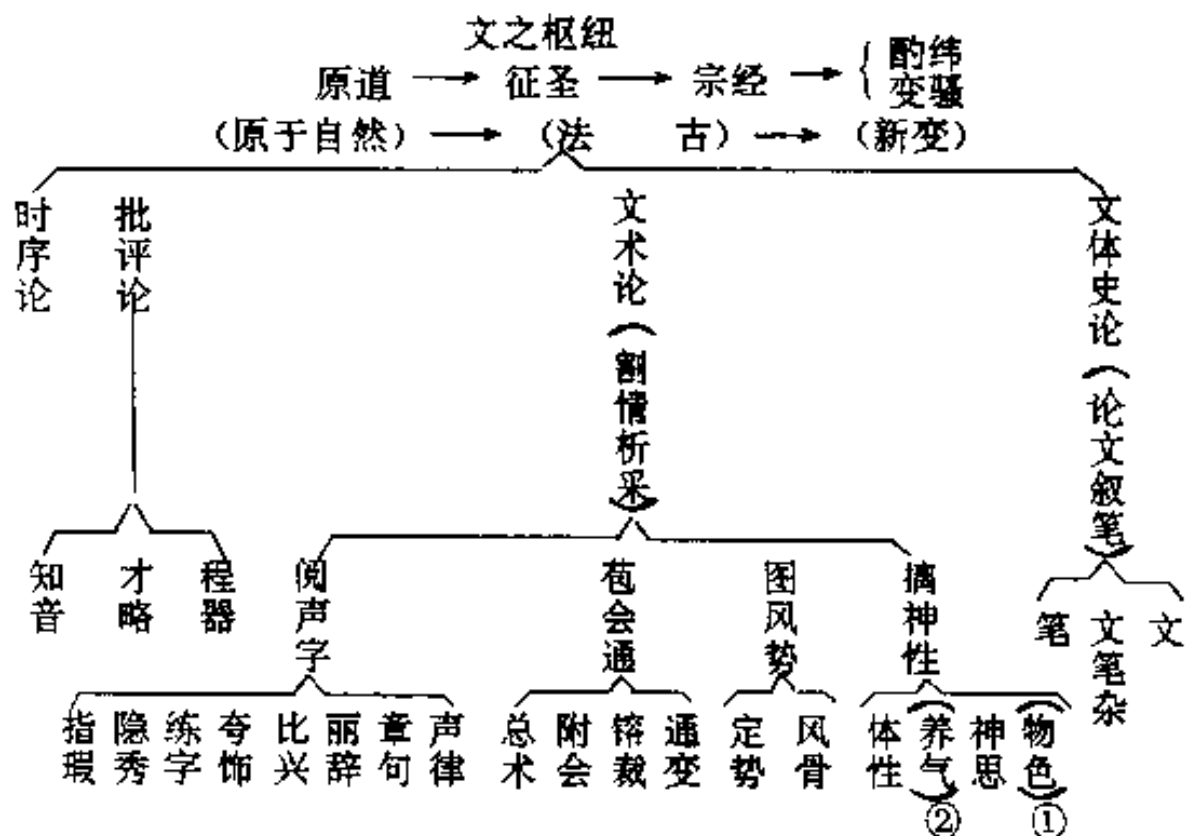 文之枢纽
原道 → 征圣 → 宗经 → { 酌纬
变骚
（原于自然）→（法 古）→（新变）
时序论
批评论
文术论（割情析采）
文体史论（论文叙笔）
知音
才略
程器
阅声字
苞会通
图风势
摛神性
笔
文笔杂
文
指瑕
隐秀
练字
夸饰
比兴
丽辞
章句
声律
总术
附会
镕裁
通变
定势
风骨
体性
（养气）②
神思
（物色）①